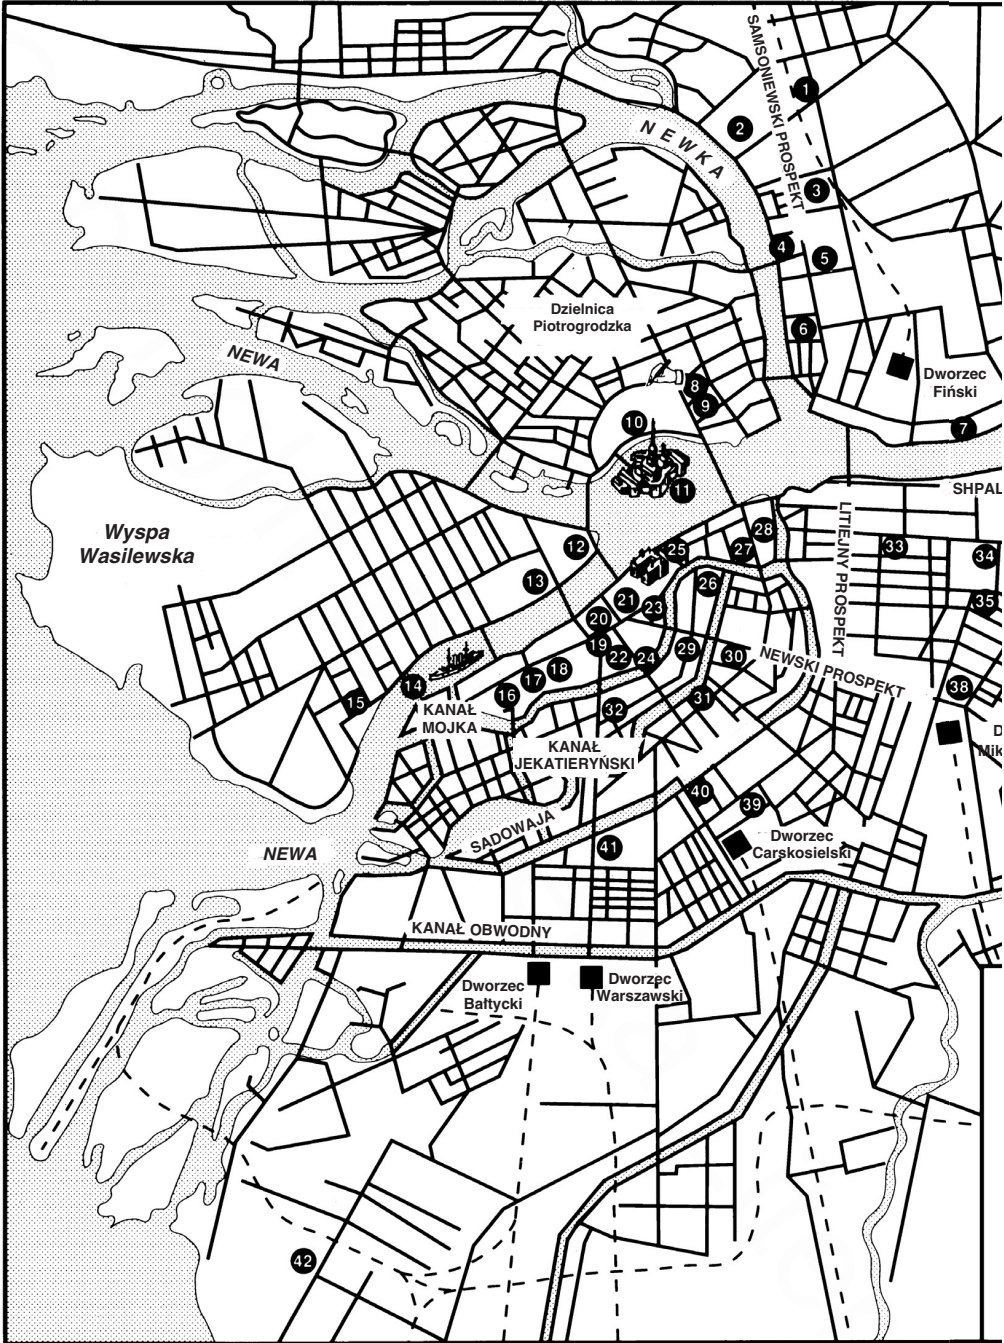 SAMSONIEWSKI PROSPEKT
1
2
NEWKA
3
4
5
Dzielnica
Piotrogrodzka
6
NEWA
Dworzec
Fiński
8
9
10
7
11
SHPAL
Wyspa
Wasilewska
LITIEJNY PROSPEKT
12
25
27
28
33
34
13
26
35
21
23
20
19
22
24
29
30
NEWSKI PROSPEKT
18
17
16
14
15
31
32
38
KANAŁ
MOJKA
KANAŁ
JEKATIERYŃSKI
D
Mik
40
39
SADOWAJA
41
Dworzec
Carskosielski
NEWA
KANAŁ OBWODNY
Dworzec
Bałtycki
Dworzec
Warszawski
42